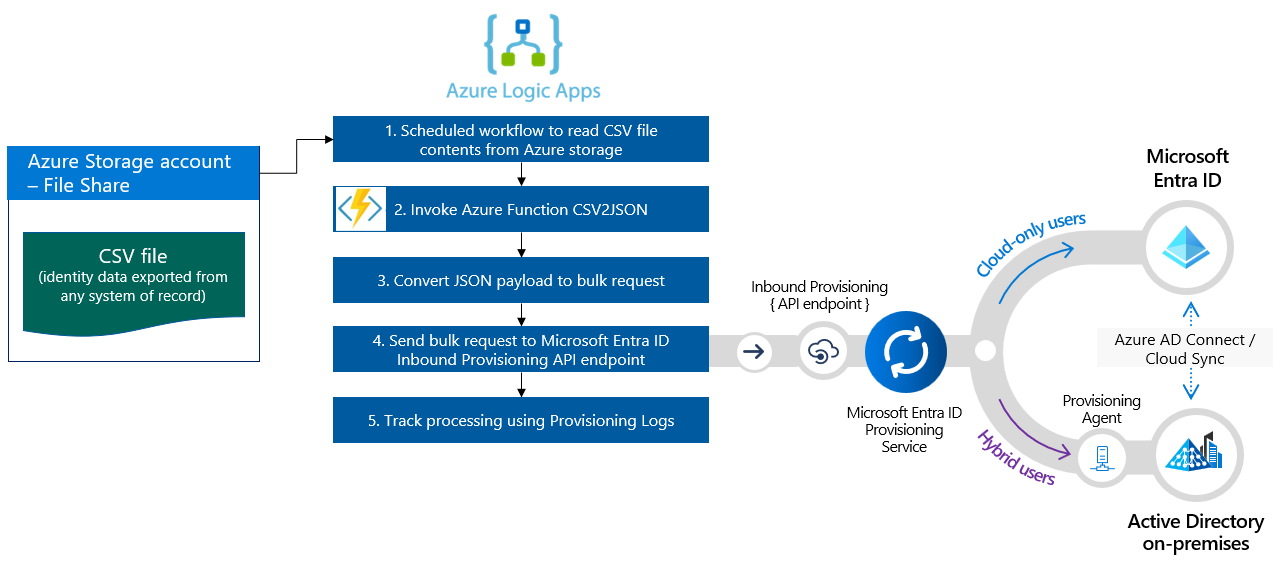 Azure Logic Apps
Azure Storage account
– File Share
CSV file
(identity data exported from
any system of record)
1. Scheduled workflow to read CSV file
contents from Azure storage
2. Invoke Azure Function CSV2JSON
3. Convert JSON payload to bulk request
4. Send bulk request to Microsoft Entra ID
Inbound Provisioning API endpoint
5. Track processing using Provisioning Logs
Inbound Provisioning
{ API endpoint }
Microsoft Entra ID
Provisioning
Service
Cloud-only users
Hybrid users
Microsoft
Entra ID
Azure AD Connect /
Cloud Sync
Provisioning
Agent
Active Directory
on-premises